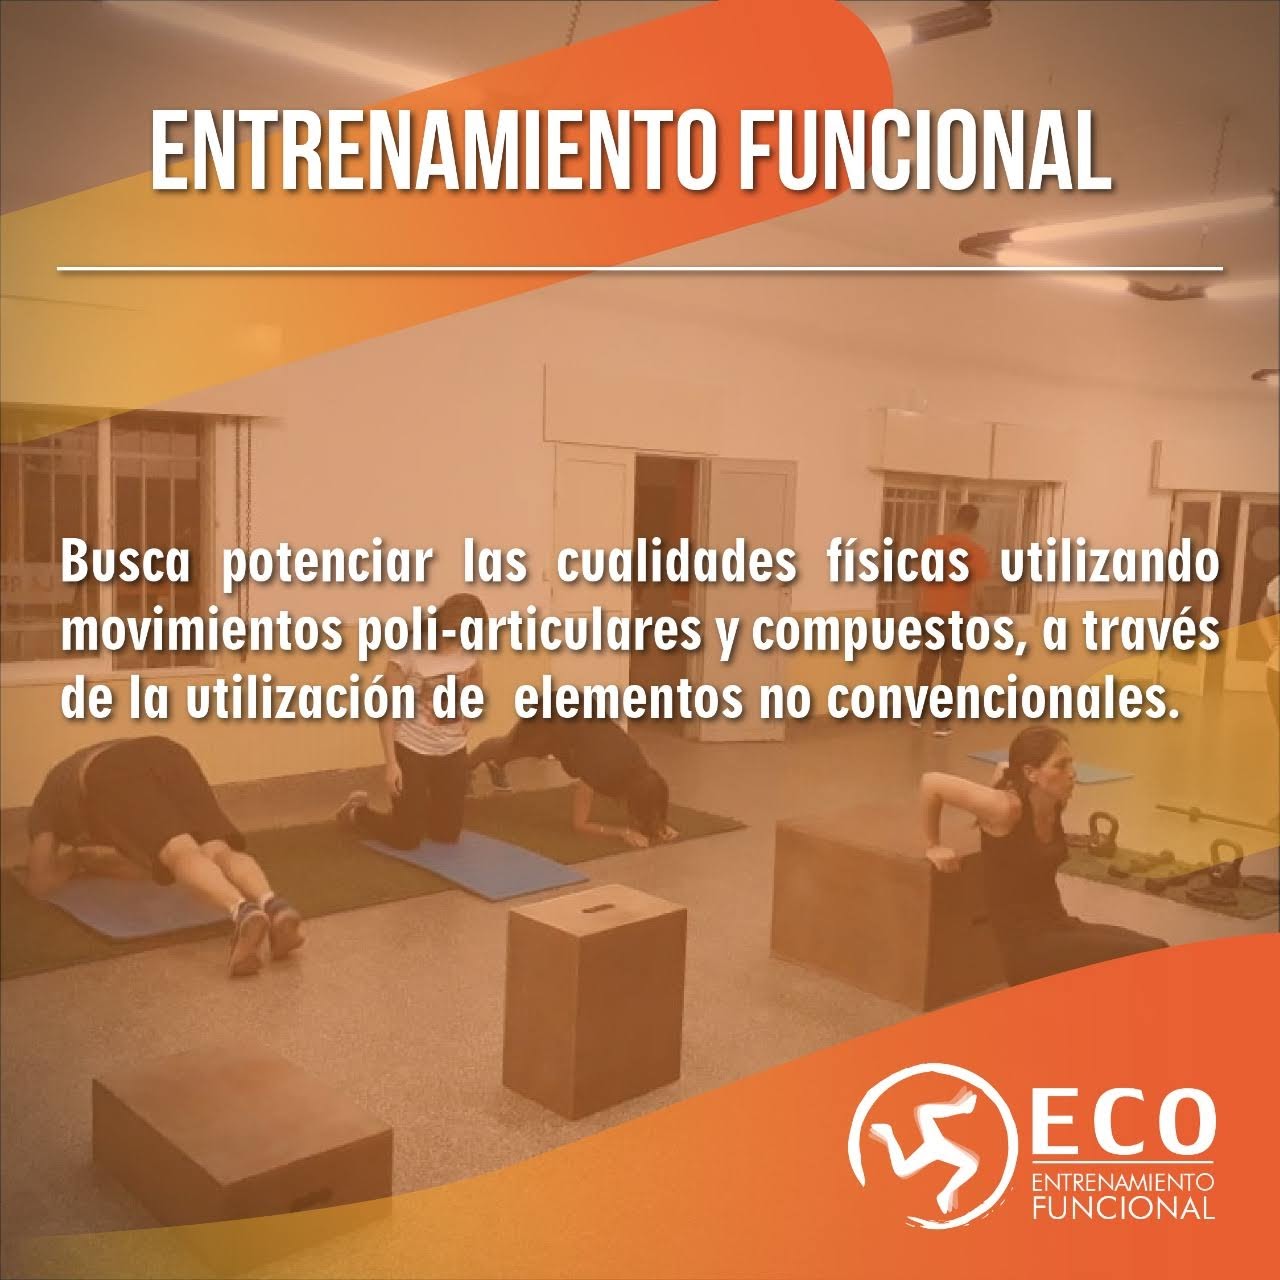 ENTRENAMIENTO FUNCIONAL
Busca potenciar las cualidades físicas utilizando
movimientos poli-articulares y compuestos, a través
de la utilización de elementos no convencionales.
ECO
ENTRENAMIENTO
FUNCIONAL